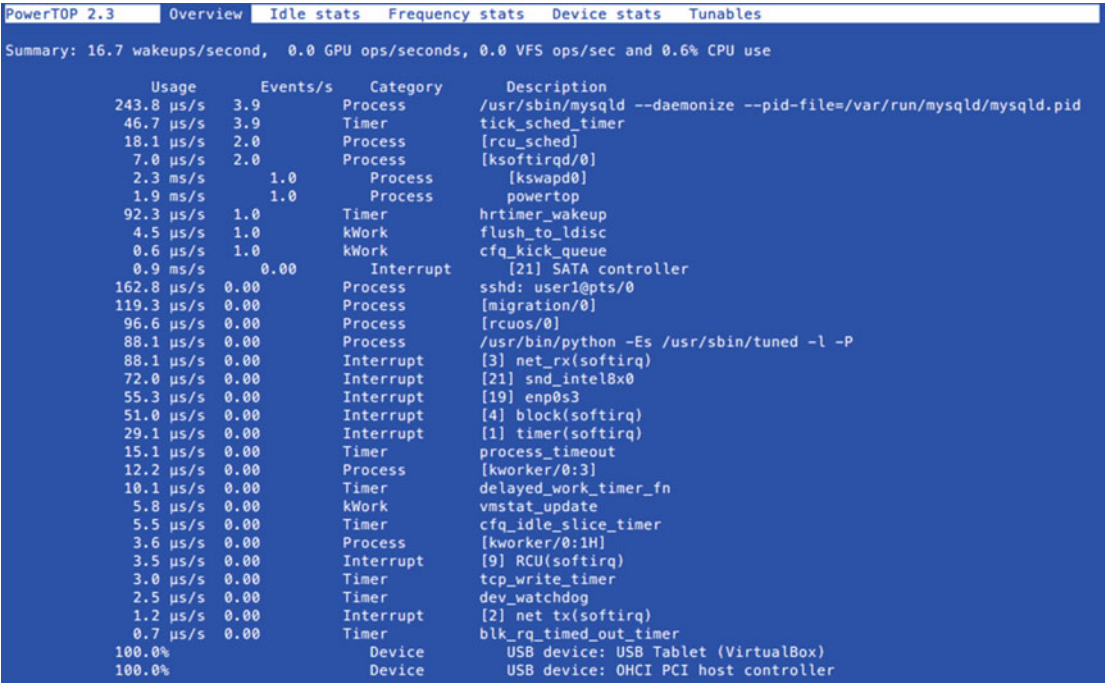 PowerTOP 2.3 Overview Idle stats Frequency stats Device stats Tunables
Summary: 16.7 wakeups/second, 0.0 GPU ops/seconds, 0.0 VFS ops/sec and 0.6% CPU use
Usage Events/s Category Description
243.8 µs/s 3.9 Process /usr/sbin/mysqld --daemonize --pid-file=/var/run/mysqld/mysqld.pid
46.7 µs/s 3.9 Timer tick_sched_timer
18.1 µs/s 2.0 Process [rcu_sched]
7.0 µs/s 2.0 Process [ksoftirqd/0]
2.3 ms/s 1.0 Process [kswapd0]
1.9 ms/s 1.0 Process powertop
92.3 µs/s 1.0 Timer hrtimer_wakeup
4.5 µs/s 1.0 kWork flush_to_ldisc
0.6 µs/s 1.0 kWork cfq_kick_queue
0.9 ms/s 0.00 Interrupt [21] SATA controller
162.8 µs/s 0.00 Process sshd: user1@pts/0
119.3 µs/s 0.00 Process [migration/0]
96.6 µs/s 0.00 Process [rcuos/0]
88.1 µs/s 0.00 Process /usr/bin/python -Es /usr/sbin/tuned -l -P
88.1 µs/s 0.00 Interrupt [3] net_rx(softirq)
72.0 µs/s 0.00 Interrupt [21] snd_intel8x0
55.3 µs/s 0.00 Interrupt [19] enp0s3
51.0 µs/s 0.00 Interrupt [4] block(softirq)
29.1 µs/s 0.00 Interrupt [1] timer(softirq)
15.1 µs/s 0.00 Timer process_timeout
12.2 µs/s 0.00 Process [kworker/0:3]
10.1 µs/s 0.00 Timer delayed_work_timer_fn
5.8 µs/s 0.00 kWork vmstat_update
5.5 µs/s 0.00 Timer cfq_idle_slice_timer
3.6 µs/s 0.00 Process [kworker/0:1H]
3.5 µs/s 0.00 Interrupt [9] RCU(softirq)
3.0 µs/s 0.00 Timer tcp_write_timer
2.5 µs/s 0.00 Timer dev_watchdog
1.2 µs/s 0.00 Interrupt [2] net tx(softirq)
0.7 µs/s 0.00 Timer blk_rq_timed_out_timer
100.0% Device USB device: USB Tablet (VirtualBox)
100.0% Device USB device: OHCI PCI host controller